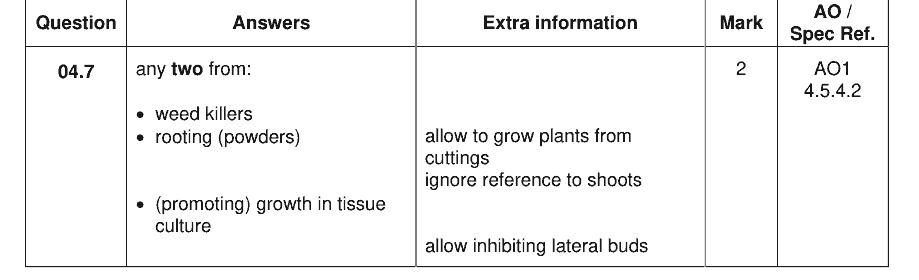 Question Answers Extra information Mark AO /
Spec Ref.
04.7 any two from: 2 AO1
4.5.4.2
• weed killers
• rooting (powders) allow to grow plants from
cuttings
ignore reference to shoots
• (promoting) growth in tissue
culture
allow inhibiting lateral buds